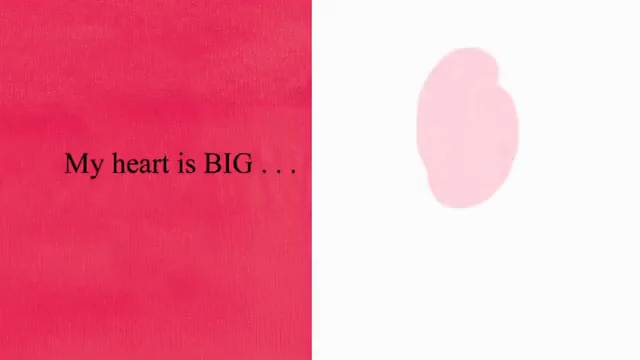 My heart is BIG . . .